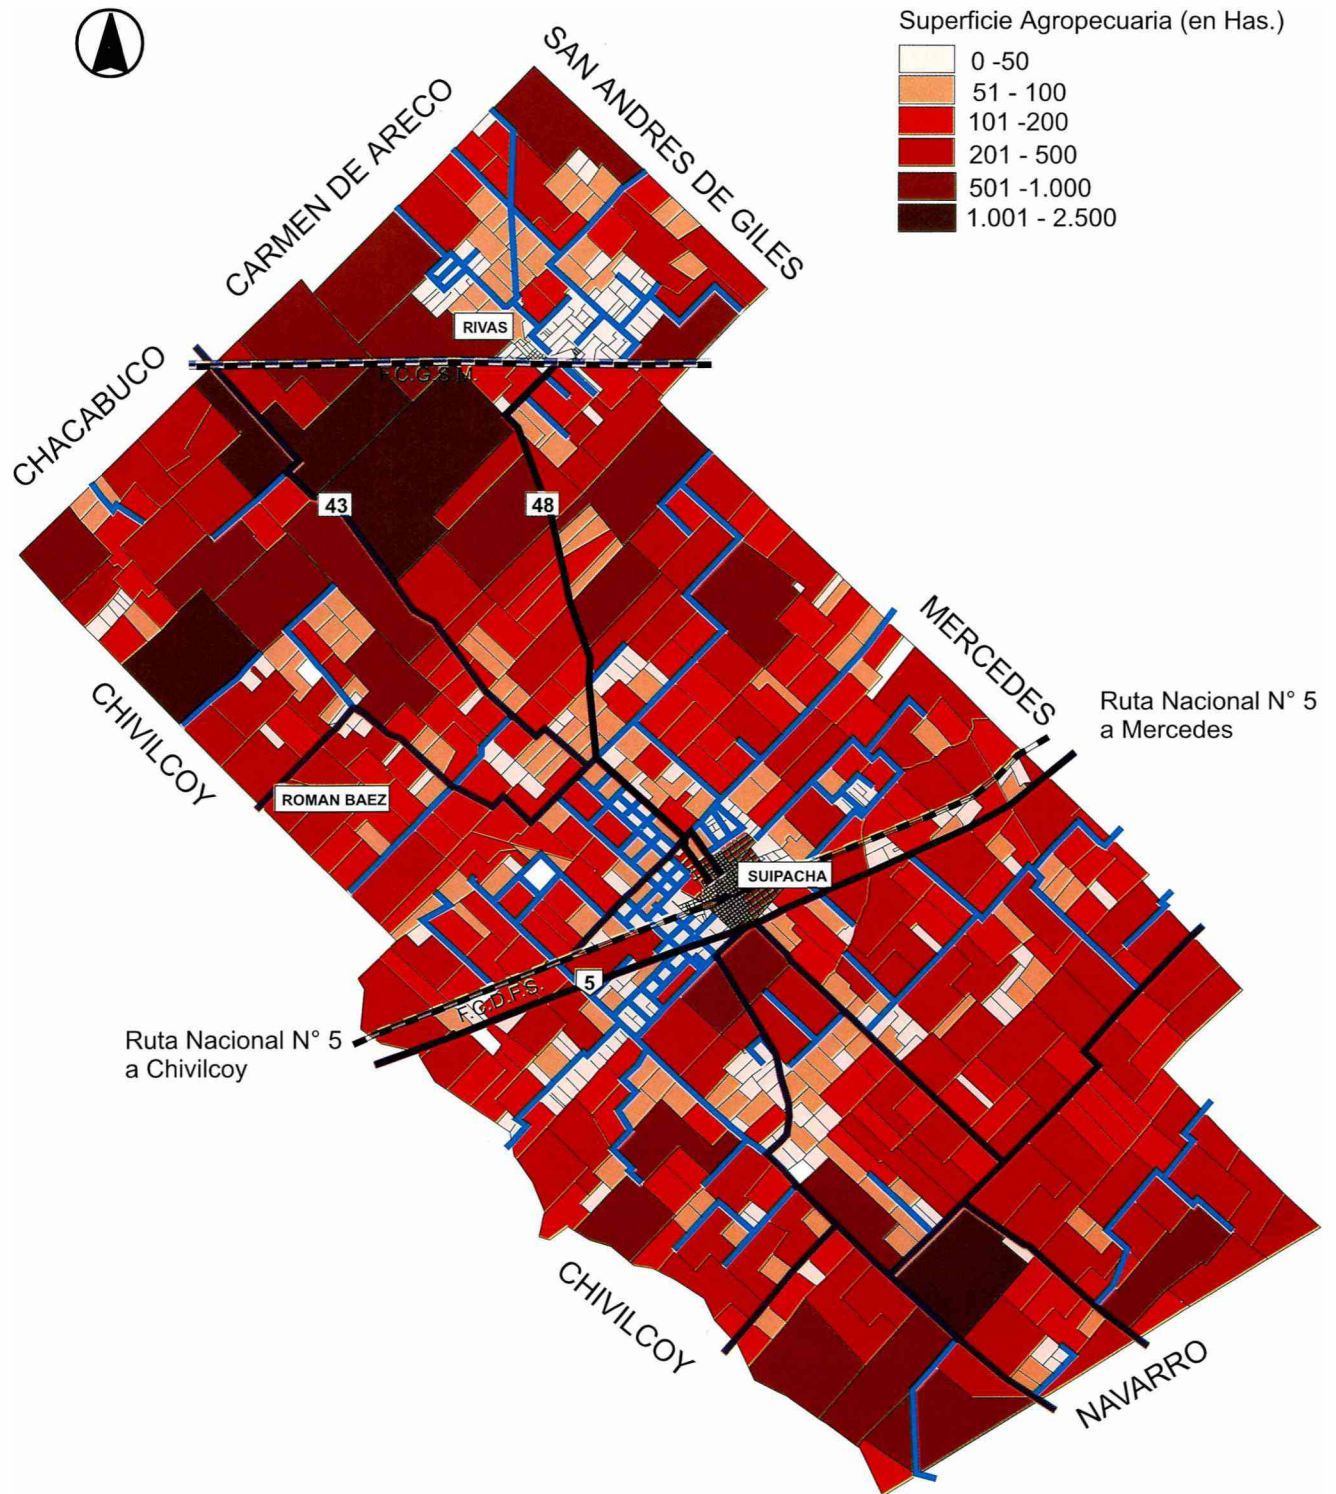 Superficie Agropecuaria (en Has.)
0 -50
51 - 100
101 -200
201 - 500
501 -1.000
1.001 - 2.500
SAN ANDRES DE GILES
CARMEN DE ARECO
RIVAS
CHACABUCO
F.C.G.S.M.
43
48
MERCEDES
Ruta Nacional N° 5
a Mercedes
CHIVILCOY
ROMAN BAEZ
SUIPACHA
5
F.C.D.F.S.
Ruta Nacional N° 5
a Chivilcoy
CHIVILCOY
NAVARRO